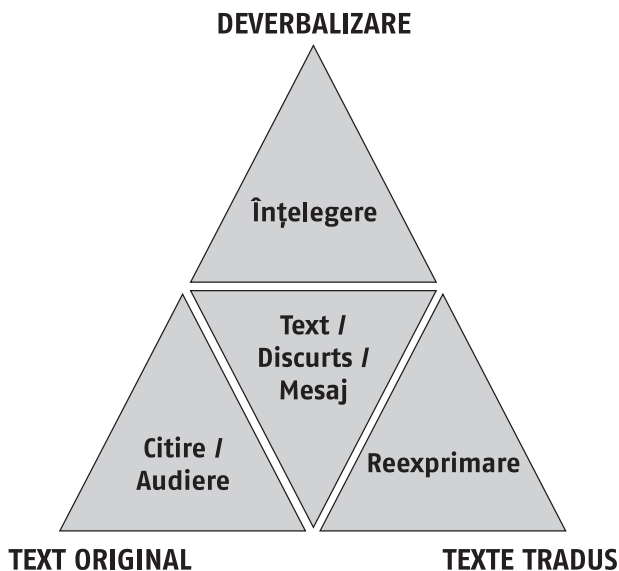 DEVERBALIZARE
Înțelegere
Text /
Discurts /
Mesaj
Citire /
Audiere
Reexprimare
TEXT ORIGINAL
TEXTE TRADUS